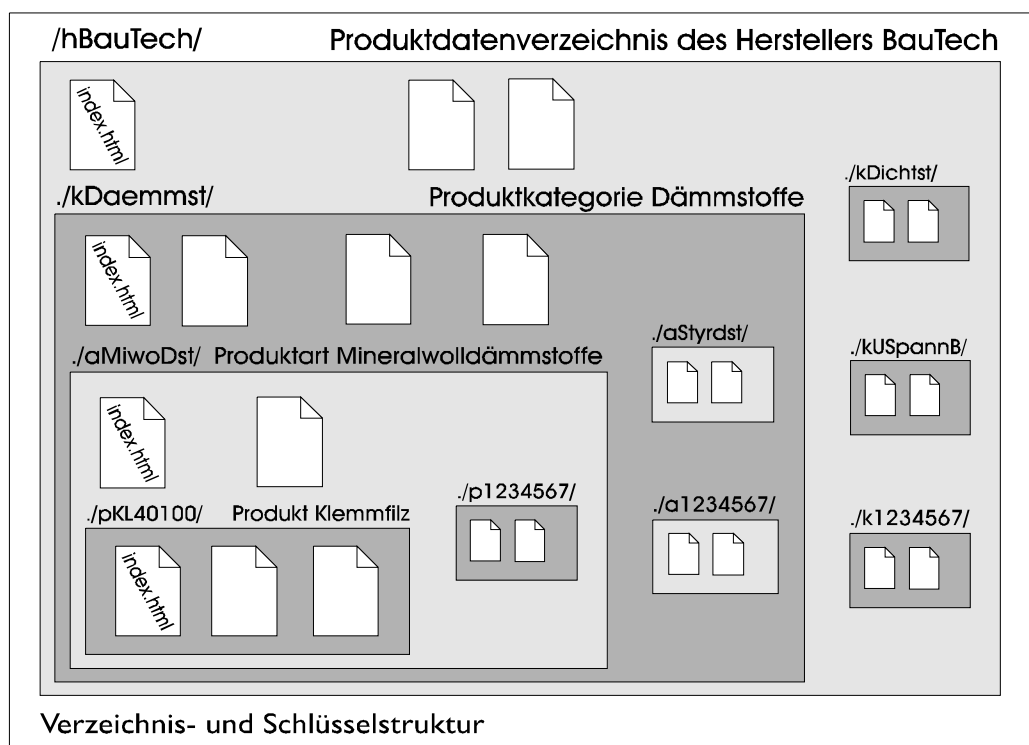 /hBauTech/ Produktdatenverzeichnis des Herstellers BauTech
index.html
./kDichtst/
./kDaemmst/ Produktkategorie Dämmstoffe
index.html
./aStyrdst/
./kUSpannB/
./aMiwoDst/ Produktart Mineralwolldämmstoffe
index.html
./p1234567/
./a1234567/
./k1234567/
./pKL40100/ Produkt Klemmfilz
index.html
Verzeichnis- und Schlüsselstruktur